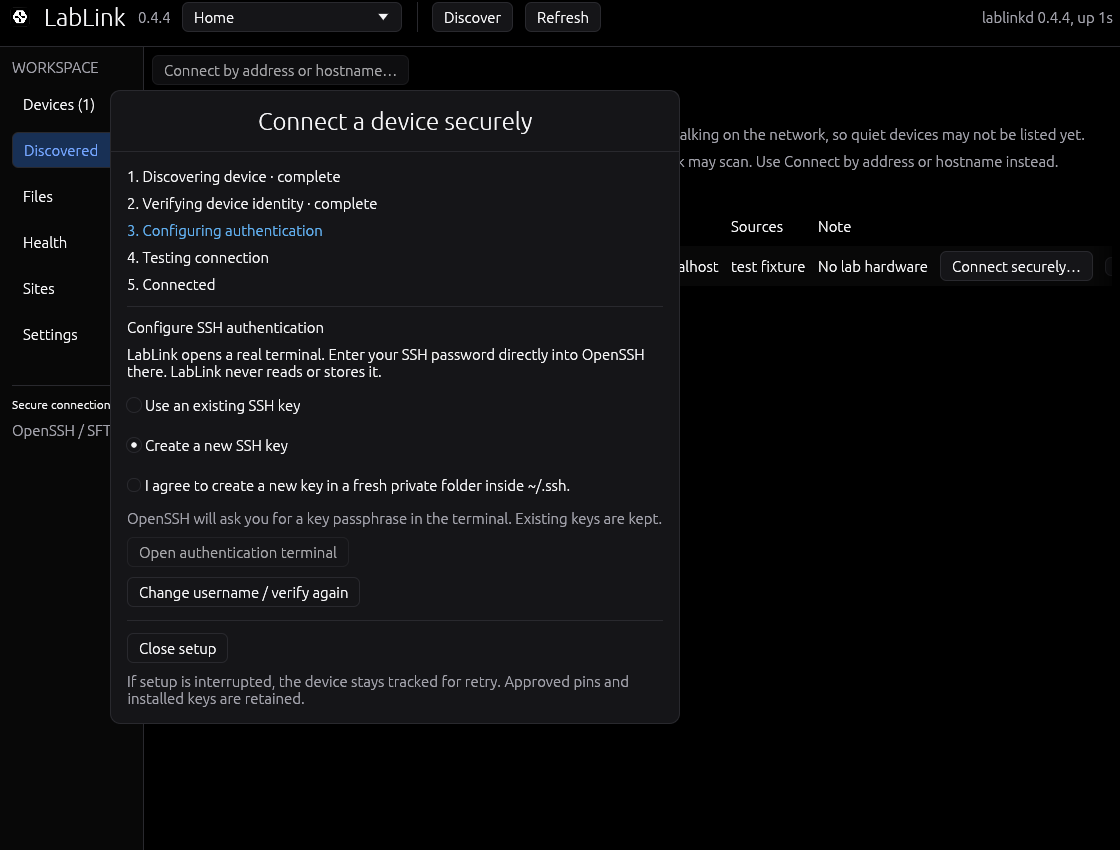 LabLink 0.4.4 Home Discover Refresh lablinkd 0.4.4, up 1s
WORKSPACE
Connect by address or hostname…
Devices (1)
Discovered
Files
Health
Sites
Settings
Secure connection
OpenSSH / SFT
Connect a device securely
1. Discovering device · complete
2. Verifying device identity · complete
3. Configuring authentication
4. Testing connection
5. Connected
Configure SSH authentication
LabLink opens a real terminal. Enter your SSH password directly into OpenSSH
there. LabLink never reads or stores it.
Use an existing SSH key
Create a new SSH key
I agree to create a new key in a fresh private folder inside ~/.ssh.
OpenSSH will ask you for a key passphrase in the terminal. Existing keys are kept.
Open authentication terminal
Change username / verify again
Close setup
If setup is interrupted, the device stays tracked for retry. Approved pins and
installed keys are retained.
alking on the network, so quiet devices may not be listed yet.
k may scan. Use Connect by address or hostname instead.
Sources Note
alhost test fixture No lab hardware Connect securely…